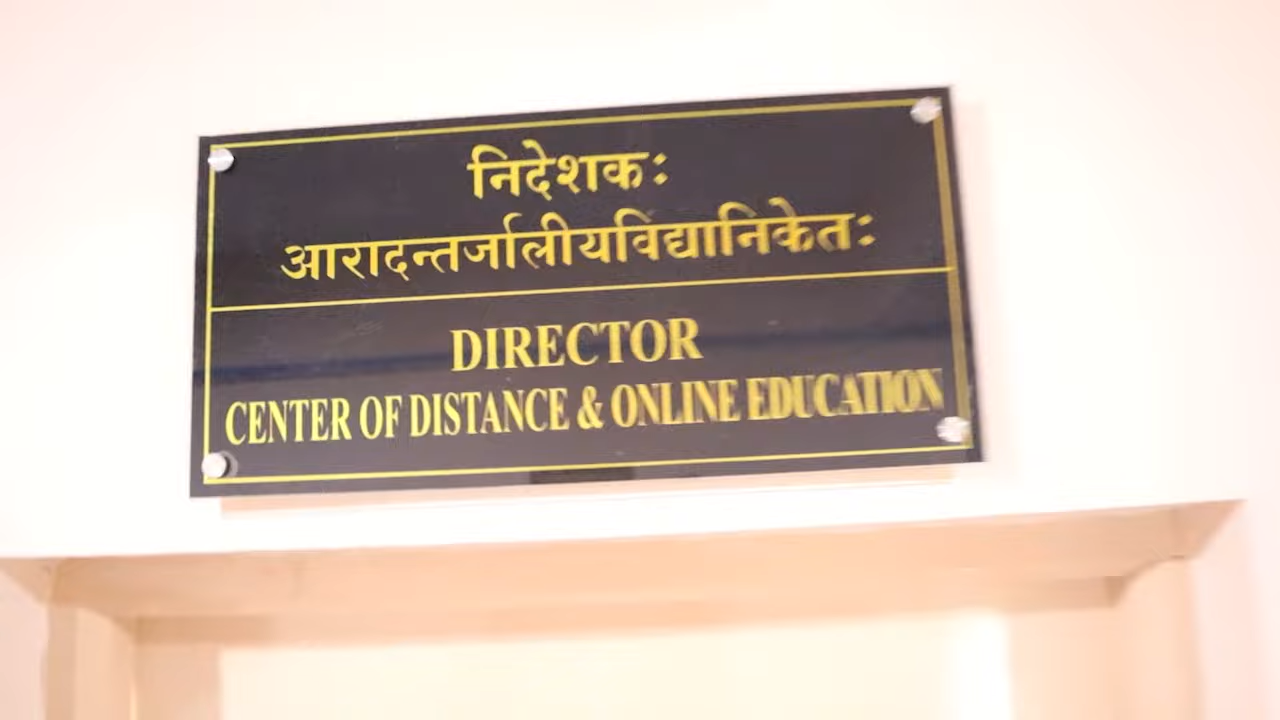 निदेशकः
आरादन्तर्जालीयविद्यानिकेतः
DIRECTOR
CENTER OF DISTANCE & ONLINE EDUCATION